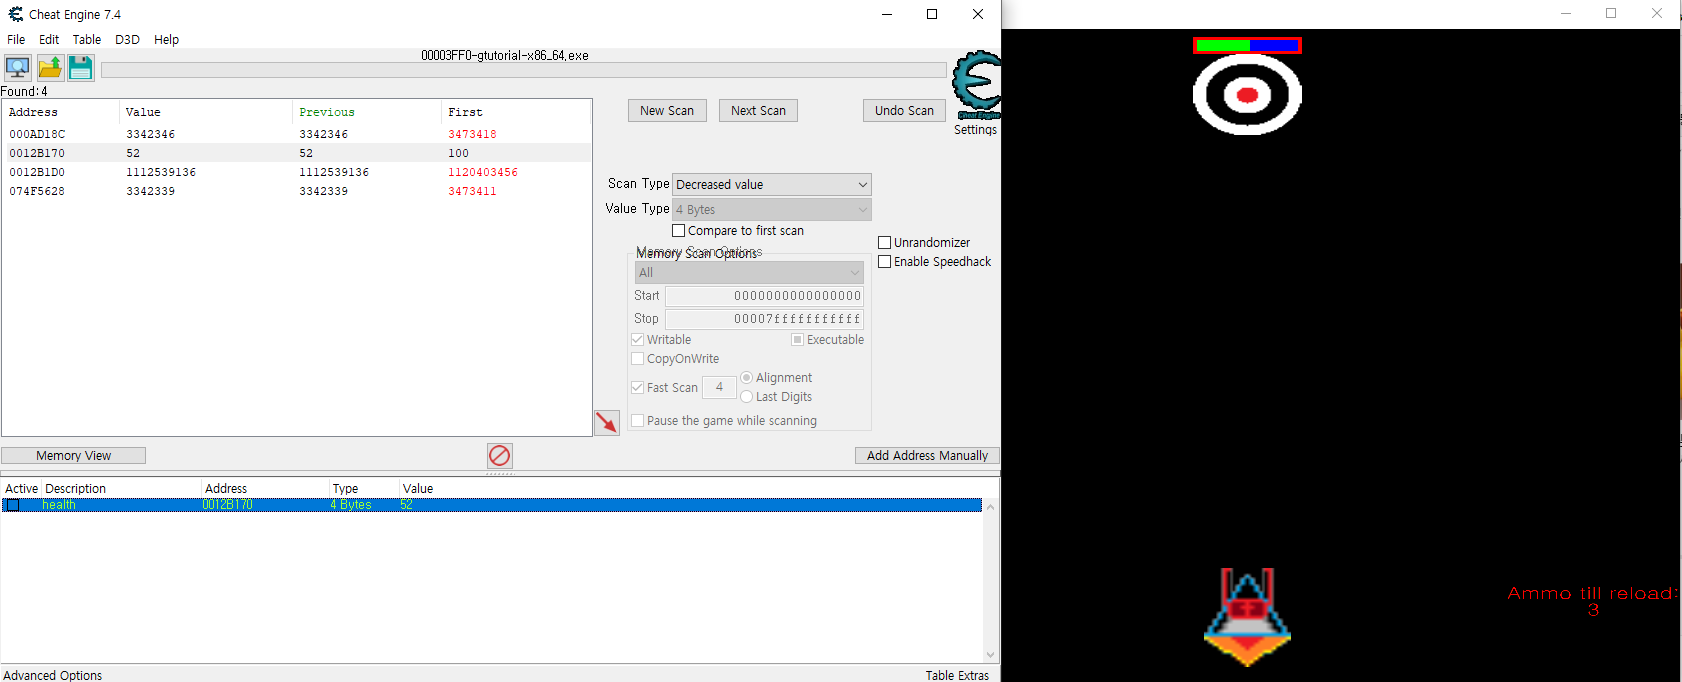 Cheat Engine 7.4
File Edit Table D3D Help
00003FF0-gtutorial-x86_64.exe
Found:4
Address Value Previous First
000AD18C 3342346 3342346 3473418
0012B170 52 52 100
0012B1D0 1112539136 1112539136 1120403456
074F5628 3342339 3342339 3473411
New Scan Next Scan Undo Scan
Cheat Engine
Settings
Scan Type Decreased value
Value Type 4 Bytes
Compare to first scan
Memory Scan Options
All
Start 0000000000000000
Stop 00007fffffffffff
Writable Executable
CopyOnWrite
Fast Scan 4 Alignment
Last Digits
Pause the game while scanning
Unrandomizer
Enable Speedhack
Memory View Add Address Manually
Active Description Address Type Value
health 0012B170 4 Bytes 52
Advanced Options Table Extras
Ammo till reload:
3